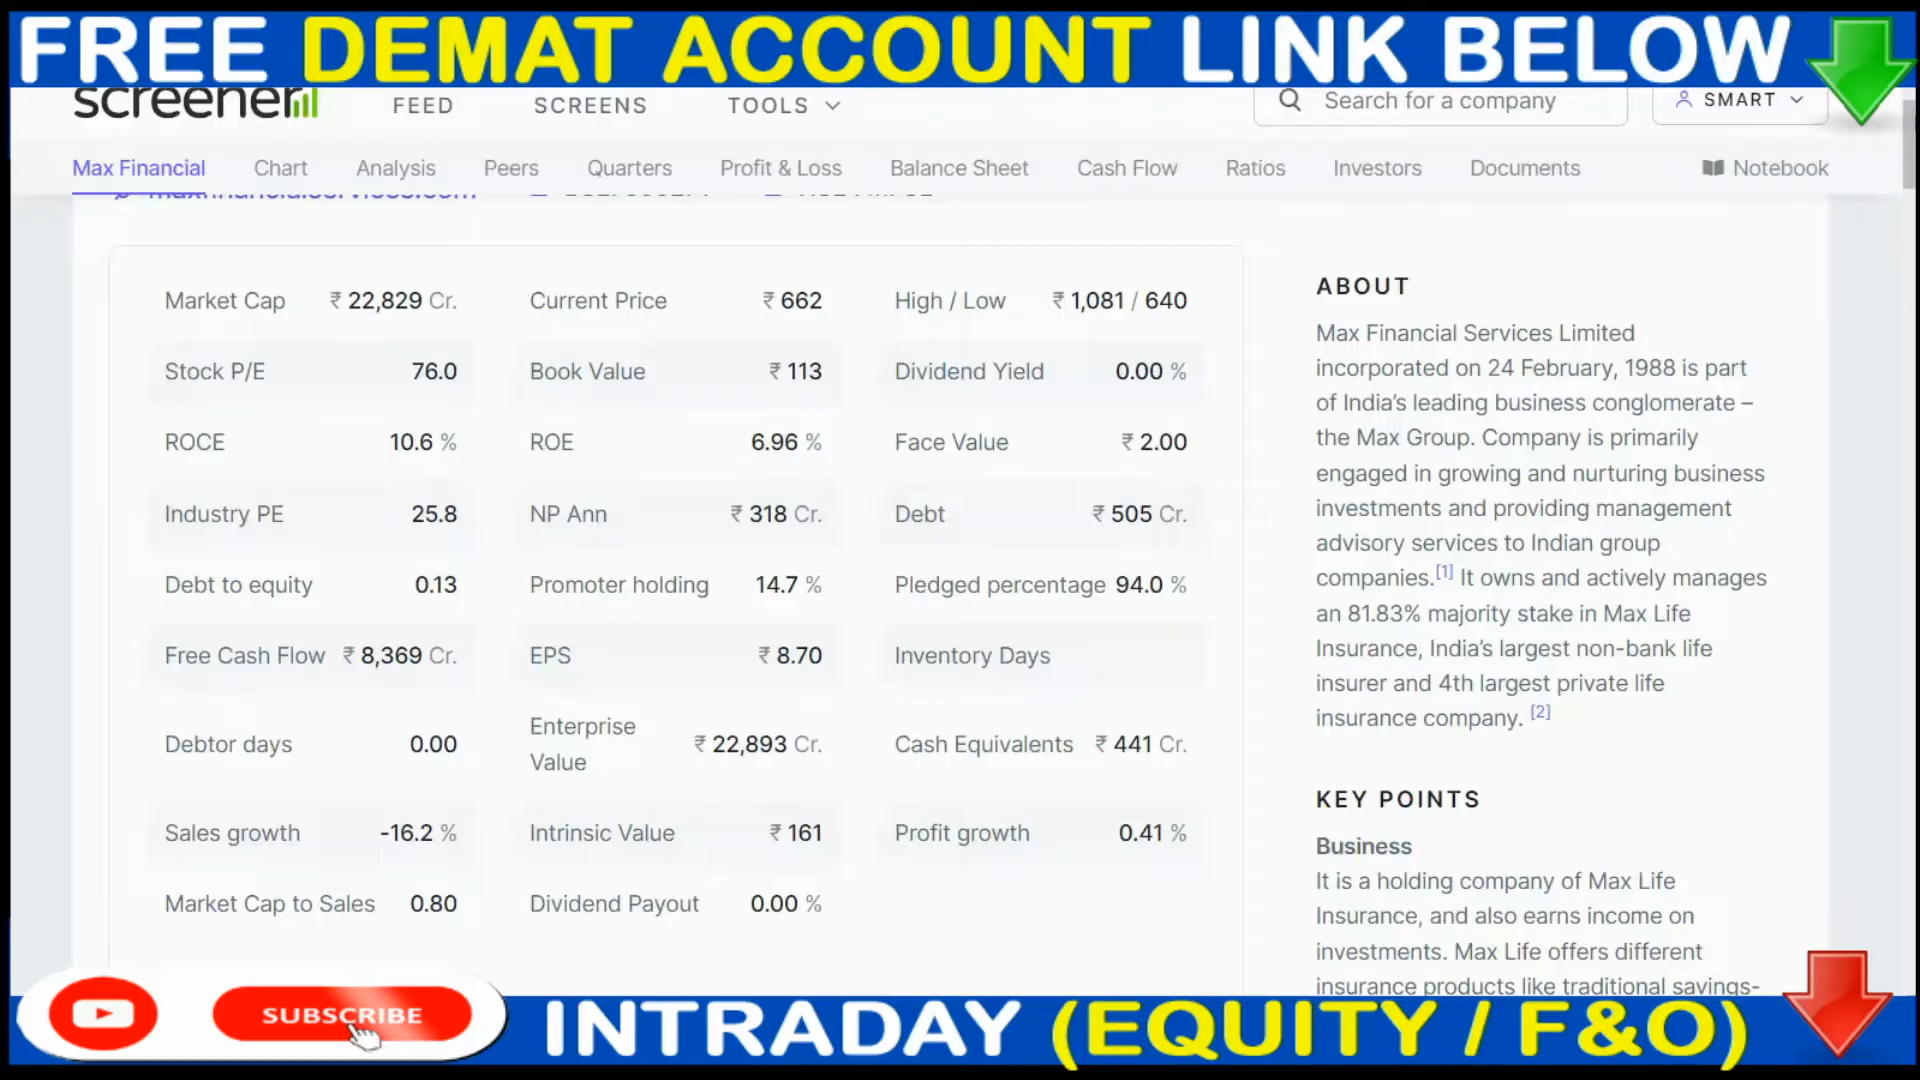 FREE DEMAT ACCOUNT LINK BELOW
screener
FEED SCREENS TOOLS
Search for a company
SMART
Max Financial Chart Analysis Peers Quarters Profit & Loss Balance Sheet Cash Flow Ratios Investors Documents Notebook
Market Cap ₹ 22,829 Cr. Current Price ₹ 662 High / Low ₹ 1,081 / 640
Stock P/E 76.0 Book Value ₹ 113 Dividend Yield 0.00 %
ROCE 10.6 % ROE 6.96 % Face Value ₹ 2.00
Industry PE 25.8 NP Ann ₹ 318 Cr. Debt ₹ 505 Cr.
Debt to equity 0.13 Promoter holding 14.7 % Pledged percentage 94.0 %
Free Cash Flow ₹ 8,369 Cr. EPS ₹ 8.70 Inventory Days
Debtor days 0.00 Enterprise Value ₹ 22,893 Cr. Cash Equivalents ₹ 441 Cr.
Sales growth -16.2 % Intrinsic Value ₹ 161 Profit growth 0.41 %
Market Cap to Sales 0.80 Dividend Payout 0.00 %
ABOUT
Max Financial Services Limited
incorporated on 24 February, 1988 is part
of India's leading business conglomerate –
the Max Group. Company is primarily
engaged in growing and nurturing business
investments and providing management
advisory services to Indian group
companies.[1] It owns and actively manages
an 81.83% majority stake in Max Life
Insurance, India's largest non-bank life
insurer and 4th largest private life
insurance company. [2]
KEY POINTS
Business
It is a holding company of Max Life
Insurance, and also earns income on
investments. Max Life offers different
insurance products like traditional savings-
SUBSCRIBE
INTRADAY (EQUITY / F&O)